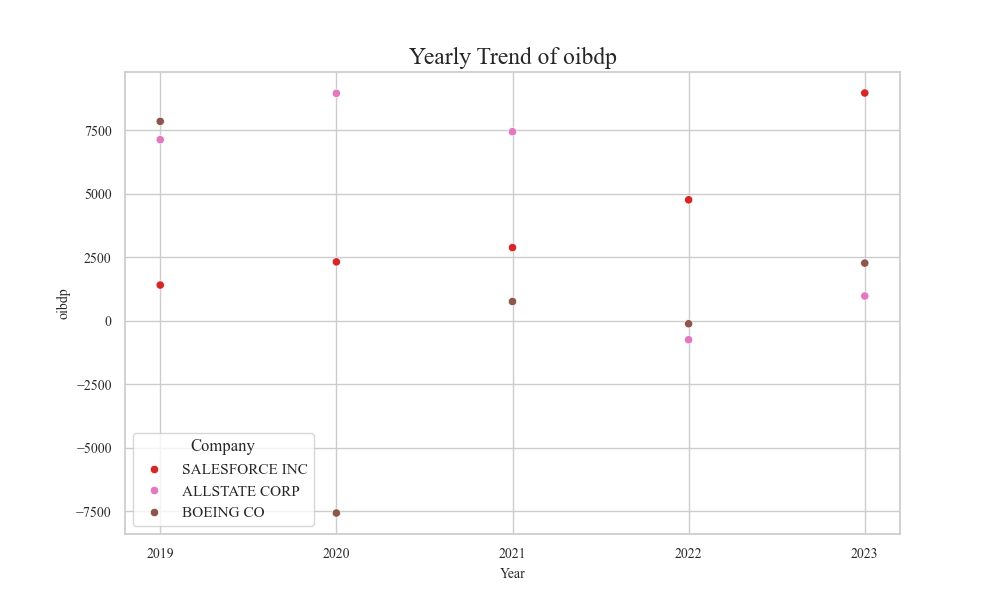 Yearly Trend of oibdp
oibdp
7500
5000
2500
0
−2500
−5000
−7500
Company
SALESFORCE INC
ALLSTATE CORP
BOEING CO
2019 2020 2021 2022 2023
Year